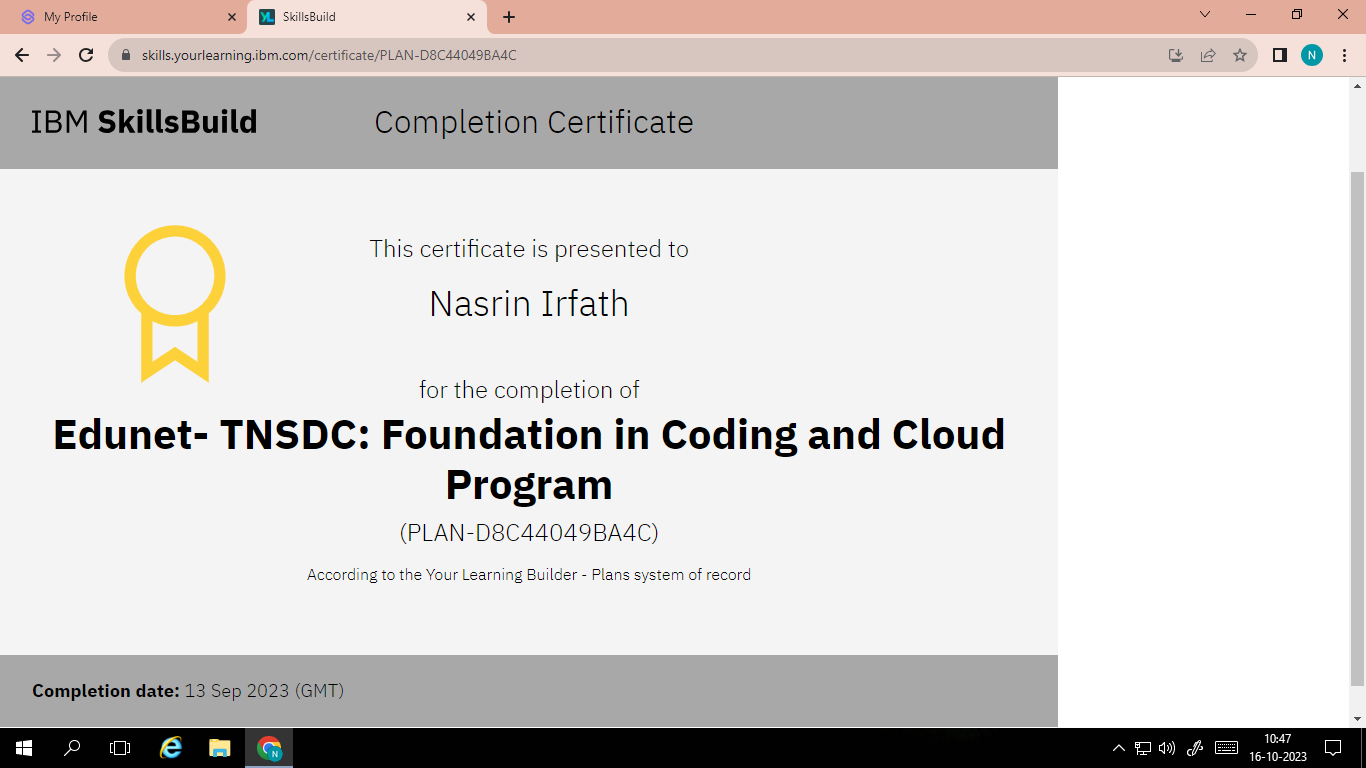 My Profile
SkillsBuild
skills.yourlearning.ibm.com/certificate/PLAN-D8C44049BA4C
N
IBM SkillsBuild
Completion Certificate
This certificate is presented to
Nasrin Irfath
for the completion of
Edunet- TNSDC: Foundation in Coding and Cloud
Program
(PLAN-D8C44049BA4C)
According to the Your Learning Builder - Plans system of record
Completion date: 13 Sep 2023 (GMT)
N
10:47
16-10-2023